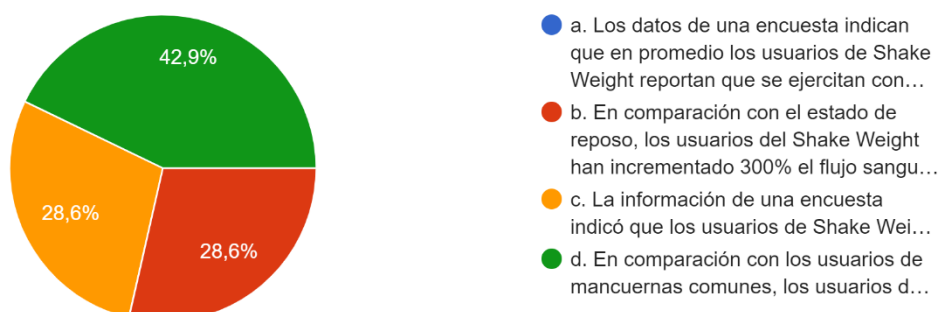 42,9%
28,6%
28,6%
a. Los datos de una encuesta indican
que en promedio los usuarios de Shake
Weight reportan que se ejercitan con…
b. En comparación con el estado de
reposo, los usuarios del Shake Weight
han incrementado 300% el flujo sangu…
c. La información de una encuesta
indicó que los usuarios de Shake Wei…
d. En comparación con los usuarios de
mancuernas comunes, los usuarios d…